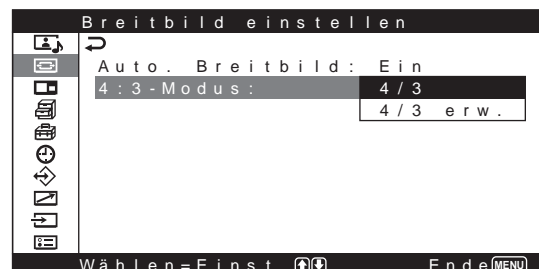 Breitbild einstellen
Auto. Breitbild: Ein
4:3-Modus: 4/3
4/3 erw.
Wählen=Einst. Ende MENU